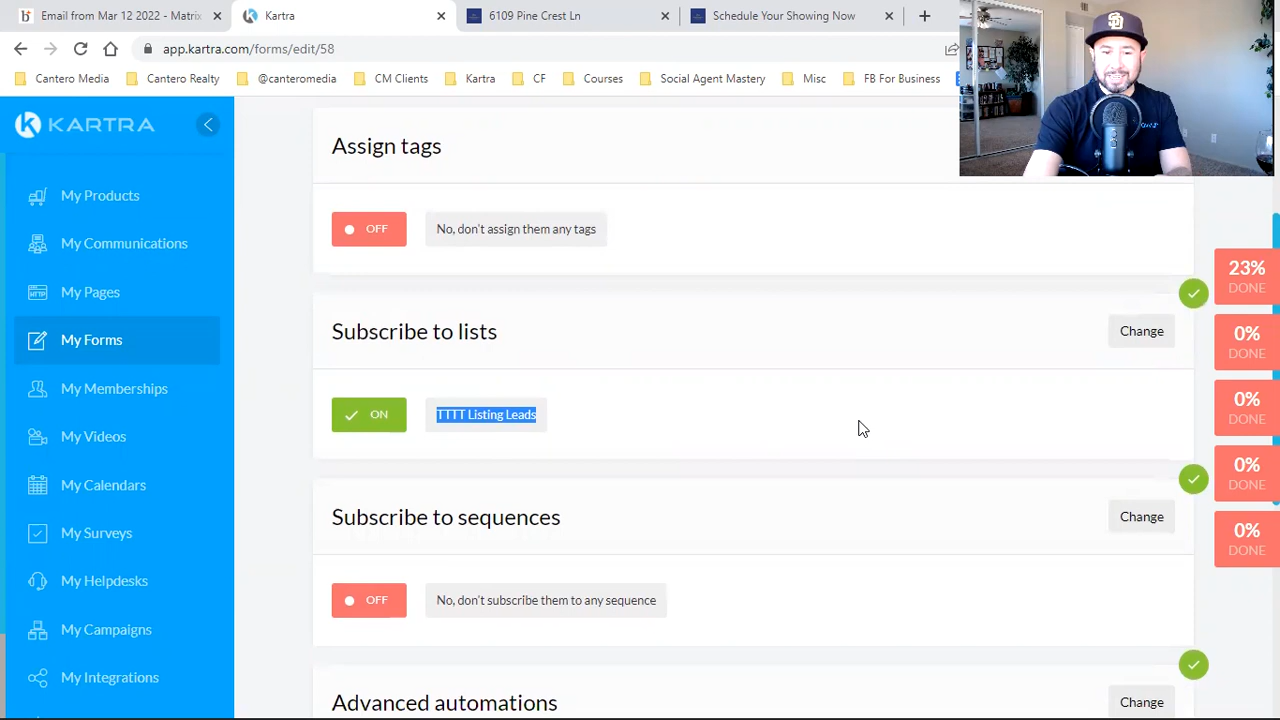 Email from Mar 12 2022 - Matrix
Kartra
6109 Pine Crest Ln
Schedule Your Showing Now
app.kartra.com/forms/edit/58
Cantero Media
Cantero Realty
@canteromedia
CM Clients
Kartra
CF
Courses
Social Agent Mastery
Misc
FB For Business
KARTRA
My Products
My Communications
My Pages
My Forms
My Memberships
My Videos
My Calendars
My Surveys
My Helpdesks
My Campaigns
My Integrations
Assign tags
OFF
No, don't assign them any tags
Subscribe to lists
Change
ON
TTTT Listing Leads
Subscribe to sequences
Change
OFF
No, don't subscribe them to any sequence
Advanced automations
Change
23%
DONE
0%
DONE
0%
DONE
0%
DONE
0%
DONE